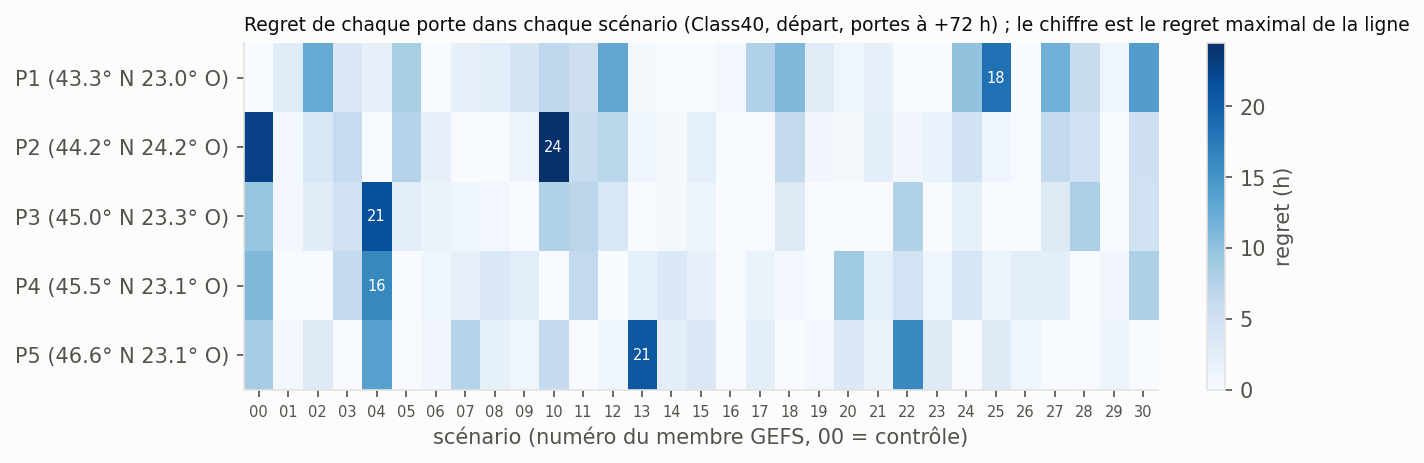 Regret de chaque porte dans chaque scénario (Class40, départ, portes à +72 h) ; le chiffre est le regret maximal de la ligne
P1 (43.3° N 23.0° O)
18
P2 (44.2° N 24.2° O)
24
P3 (45.0° N 23.3° O)
21
P4 (45.5° N 23.1° O)
16
P5 (46.6° N 23.1° O)
21
00 01 02 03 04 05 06 07 08 09 10 11 12 13 14 15 16 17 18 19 20 21 22 23 24 25 26 27 28 29 30
scénario (numéro du membre GEFS, 00 = contrôle)
20
15
10
5
0
regret (h)